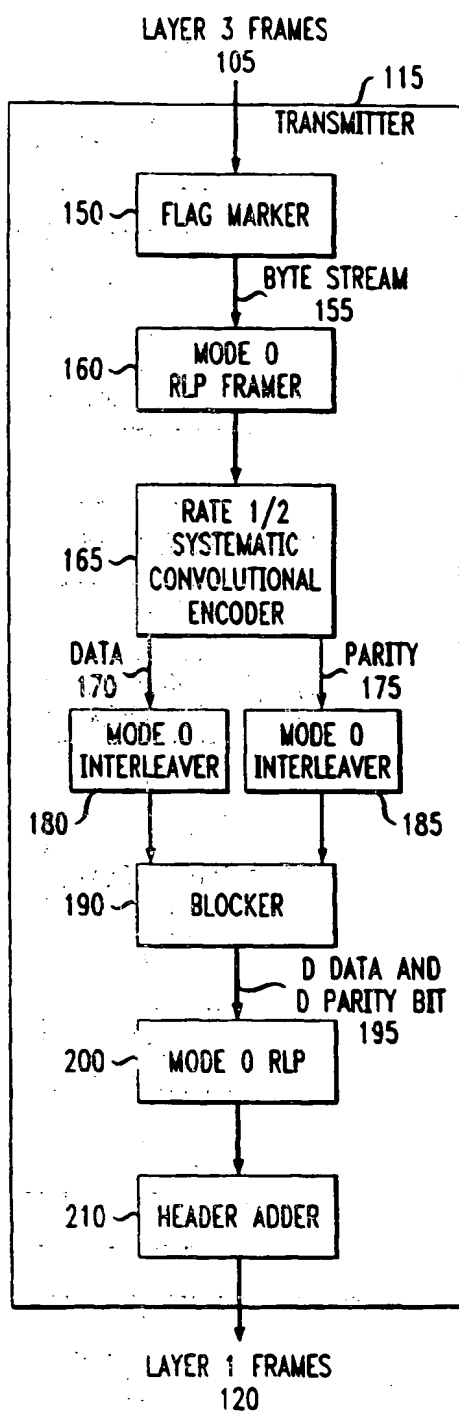 LAYER 3 FRAMES
105
115
TRANSMITTER
150
FLAG MARKER
BYTE STREAM
155
160
MODE 0
RLP FRAMER
165
RATE 1/2
SYSTEMATIC
CONVOLUTIONAL
ENCODER
DATA
170
PARITY
175
MODE 0
INTERLEAVER
180
MODE 0
INTERLEAVER
185
190
BLOCKER
D DATA AND
D PARITY BIT
195
200
MODE 0 RLP
210
HEADER ADDER
LAYER 1 FRAMES
120